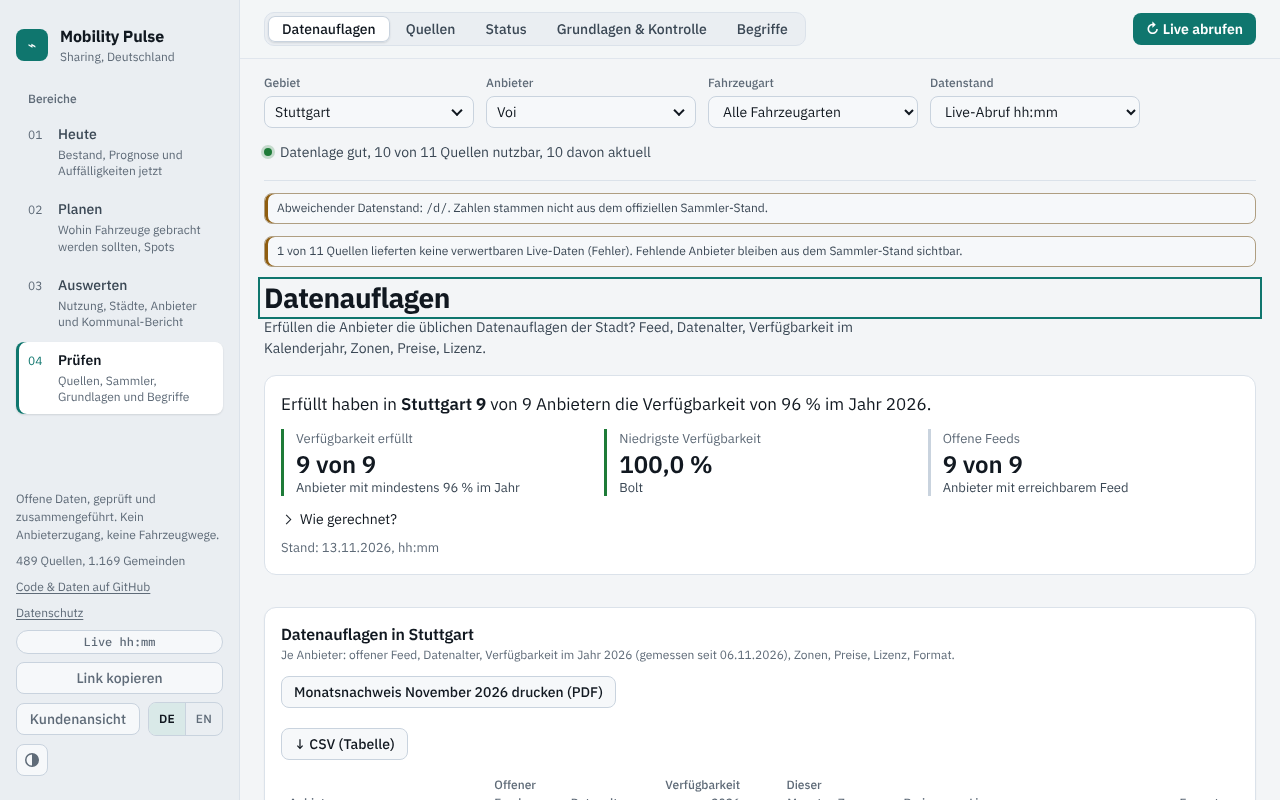 Mobility Pulse
Sharing, Deutschland
Bereiche
01 Heute
Bestand, Prognose und
Auffälligkeiten jetzt
02 Planen
Wohin Fahrzeuge gebracht
werden sollten, Spots
03 Auswerten
Nutzung, Städte, Anbieter
und Kommunal-Bericht
04 Prüfen
Quellen, Sammler,
Grundlagen und Begriffe
Offene Daten, geprüft und
zusammengeführt. Kein
Anbieterzugang, keine Fahrzeugwege.
489 Quellen, 1.169 Gemeinden
Code & Daten auf GitHub
Datenschutz
Live hh:mm
Link kopieren
Kundenansicht DE EN
Datenauflagen Quellen Status Grundlagen & Kontrolle Begriffe ↻ Live abrufen
Gebiet Anbieter Fahrzeugart Datenstand
Stuttgart Voi Alle Fahrzeugarten Live-Abruf hh:mm
Datenlage gut, 10 von 11 Quellen nutzbar, 10 davon aktuell
Abweichender Datenstand: /d/. Zahlen stammen nicht aus dem offiziellen Sammler-Stand.
1 von 11 Quellen lieferten keine verwertbaren Live-Daten (Fehler). Fehlende Anbieter bleiben aus dem Sammler-Stand sichtbar.
Datenauflagen
Erfüllen die Anbieter die üblichen Datenauflagen der Stadt? Feed, Datenalter, Verfügbarkeit im
Kalenderjahr, Zonen, Preise, Lizenz.
Erfüllt haben in Stuttgart 9 von 9 Anbietern die Verfügbarkeit von 96 % im Jahr 2026.
Verfügbarkeit erfüllt Niedrigste Verfügbarkeit Offene Feeds
9 von 9 100,0 % 9 von 9
Anbieter mit mindestens 96 % im Jahr Bolt Anbieter mit erreichbarem Feed
Wie gerechnet?
Stand: 13.11.2026, hh:mm
Datenauflagen in Stuttgart
Je Anbieter: offener Feed, Datenalter, Verfügbarkeit im Jahr 2026 (gemessen seit 06.11.2026), Zonen, Preise, Lizenz, Format.
Monatsnachweis November 2026 drucken (PDF)
↓ CSV (Tabelle)
Offener Verfügbarkeit Dieser